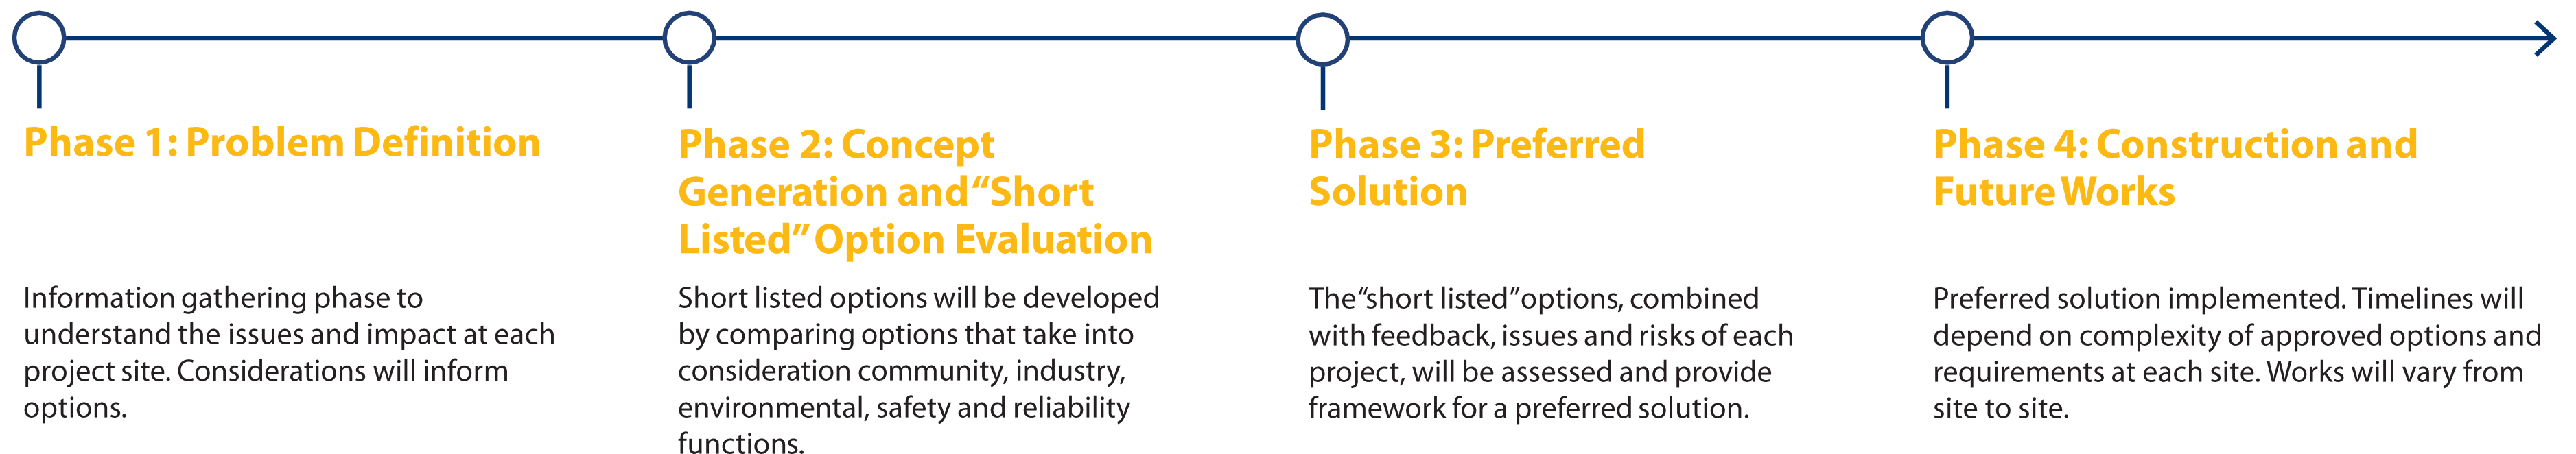 Phase 1: Problem Definition
Information gathering phase to
understand the issues and impact at each
project site. Considerations will inform
options.
Phase 2: Concept
Generation and “Short
Listed” Option Evaluation
Short listed options will be developed
by comparing options that take into
consideration community, industry,
environmental, safety and reliability
functions.
Phase 3: Preferred
Solution
The “short listed” options, combined
with feedback, issues and risks of each
project, will be assessed and provide
framework for a preferred solution.
Phase 4: Construction and
Future Works
Preferred solution implemented. Timelines will
depend on complexity of approved options and
requirements at each site. Works will vary from
site to site.